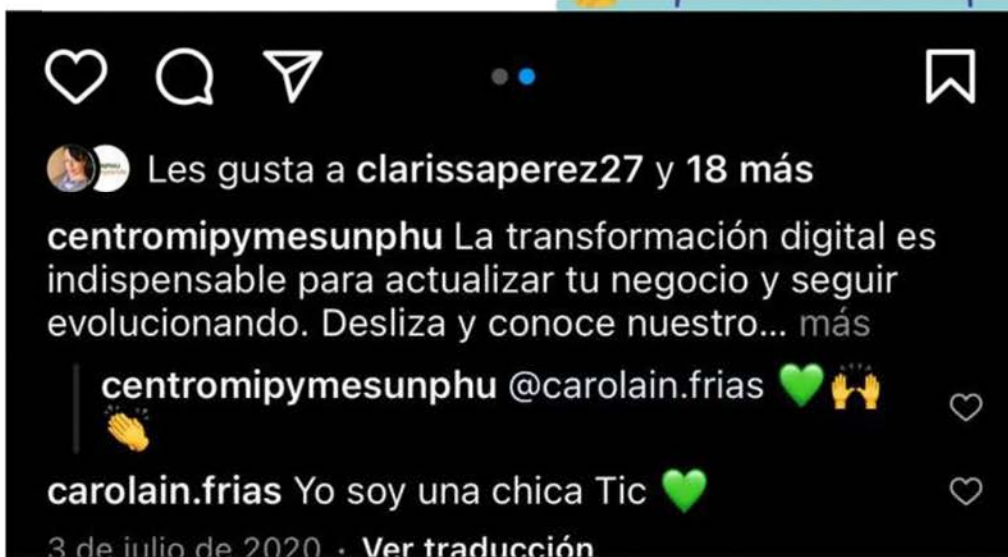 Les gusta a clarissaperez27 y 18 más
centromipymesunphu La transformación digital es
indispensable para actualizar tu negocio y seguir
evolucionando. Desliza y conoce nuestro... más
centromipymesunphu @carolain.frias 💚🙌
👏
carolain.frias Yo soy una chica Tic 💚
3 de julio de 2020 · Ver traducción